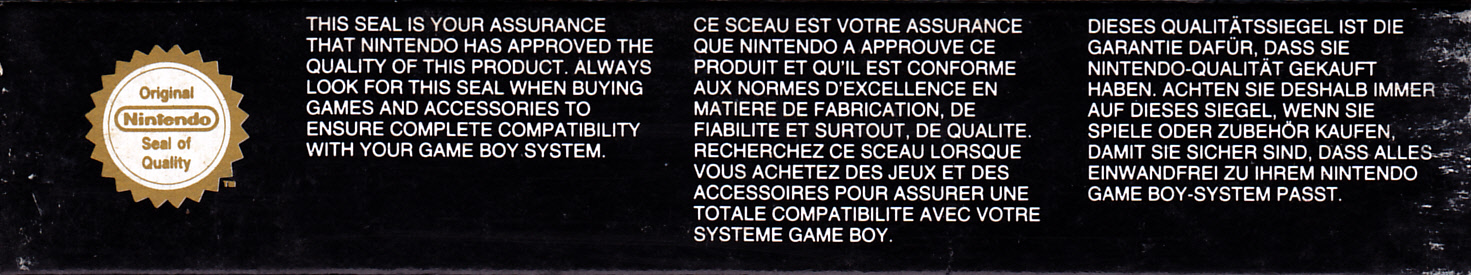 Original
Nintendo
Seal of
Quality
TM
THIS SEAL IS YOUR ASSURANCE
THAT NINTENDO HAS APPROVED THE
QUALITY OF THIS PRODUCT. ALWAYS
LOOK FOR THIS SEAL WHEN BUYING
GAMES AND ACCESSORIES TO
ENSURE COMPLETE COMPATIBILITY
WITH YOUR GAME BOY SYSTEM.
CE SCEAU EST VOTRE ASSURANCE
QUE NINTENDO A APPROUVE CE
PRODUIT ET QU'IL EST CONFORME
AUX NORMES D'EXCELLENCE EN
MATIERE DE FABRICATION, DE
FIABILITE ET SURTOUT, DE QUALITE.
RECHERCHEZ CE SCEAU LORSQUE
VOUS ACHETEZ DES JEUX ET DES
ACCESSOIRES POUR ASSURER UNE
TOTALE COMPATIBILITE AVEC VOTRE
SYSTEME GAME BOY.
DIESES QUALITÄTSSIEGEL IST DIE
GARANTIE DAFÜR, DASS SIE
NINTENDO-QUALITÄT GEKAUFT
HABEN. ACHTEN SIE DESHALB IMMER
AUF DIESES SIEGEL, WENN SIE
SPIELE ODER ZUBEHÖR KAUFEN,
DAMIT SIE SICHER SIND, DASS ALLES
EINWANDFREI ZU IHREM NINTENDO
GAME BOY-SYSTEM PASST.